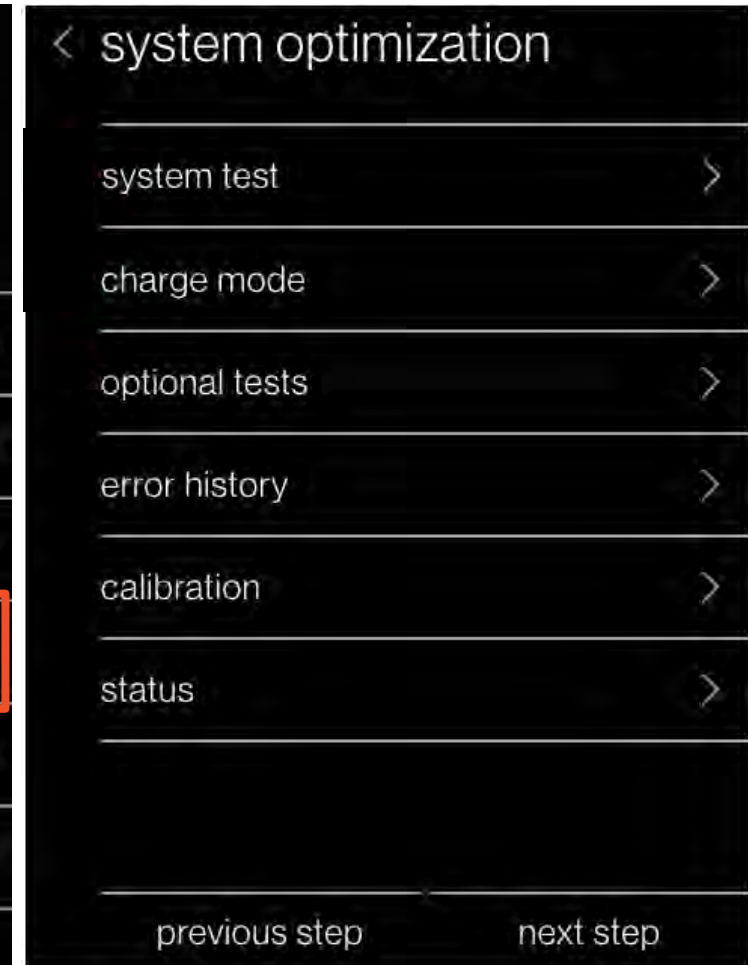 system optimization
system test
charge mode
optional tests
error history
calibration
status
previous step next step